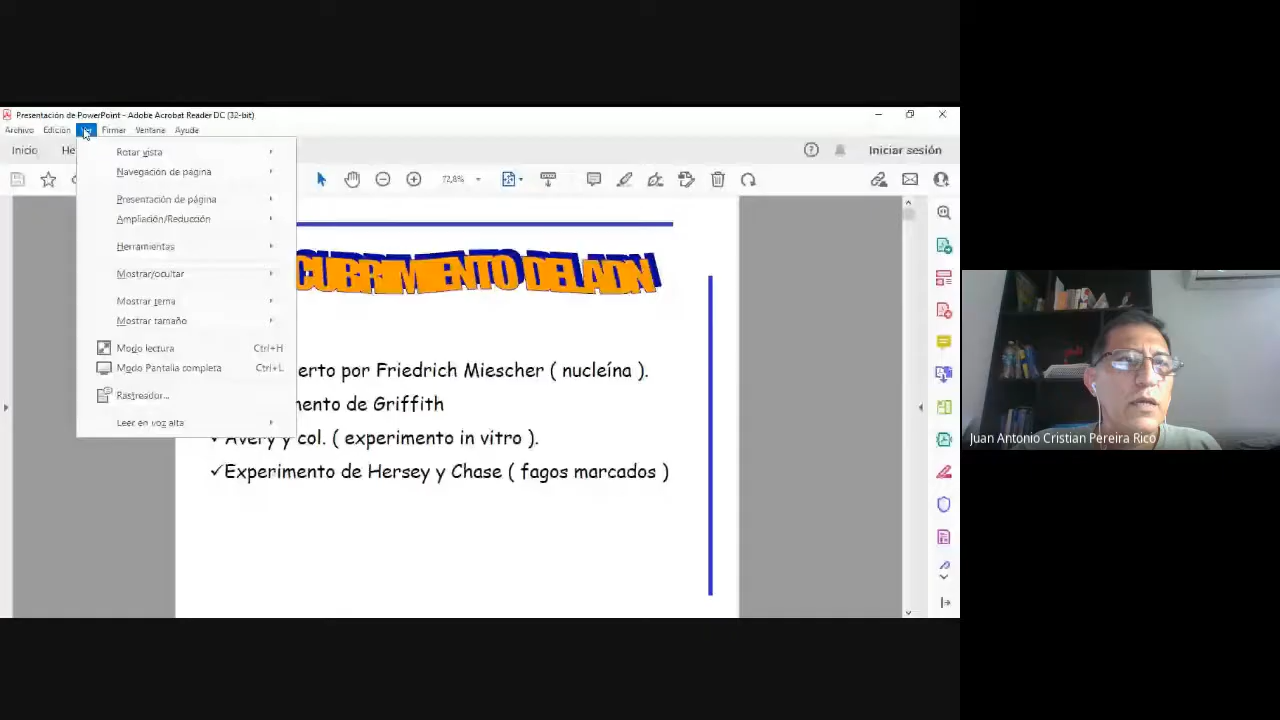 Presentación de PowerPoint - Adobe Acrobat Reader DC (32-bit)
Archivo Edición Ver Firmar Ventana Ayuda
Inicio He Iniciar sesión
72,8%
Rotar vista
Navegación de página
Presentación de página
Ampliación/Reducción
Herramientas
Mostrar/ocultar
Mostrar tema
Mostrar tamaño
Modo lectura Ctrl+H
Modo Pantalla completa Ctrl+L
Rastreador...
Leer en voz alta
CUBRIMIENTO DEL ADN
erto por Friedrich Miescher ( nucleína ).
mento de Griffith
✓Avery y col. ( experimento in vitro ).
✓Experimento de Hersey y Chase ( fagos marcados )
Juan Antonio Cristian Pereira Rico